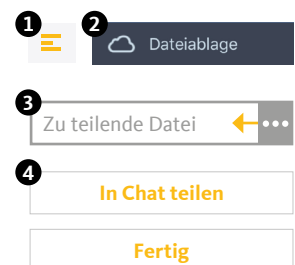 1 2 Dateiablage
3
Zu teilende Datei
4
In Chat teilen
Fertig